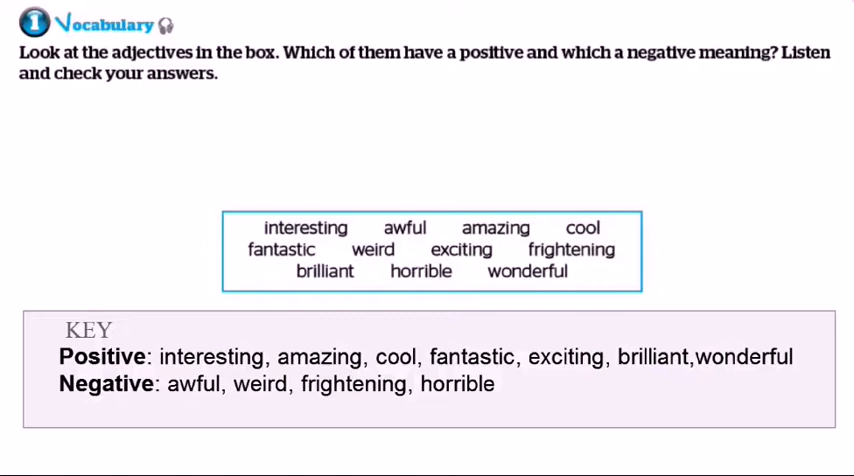 1 Vocabulary
Look at the adjectives in the box. Which of them have a positive and which a negative meaning? Listen
and check your answers.
interesting awful amazing cool
fantastic weird exciting frightening
brilliant horrible wonderful
KEY
Positive: interesting, amazing, cool, fantastic, exciting, brilliant,wonderful
Negative: awful, weird, frightening, horrible